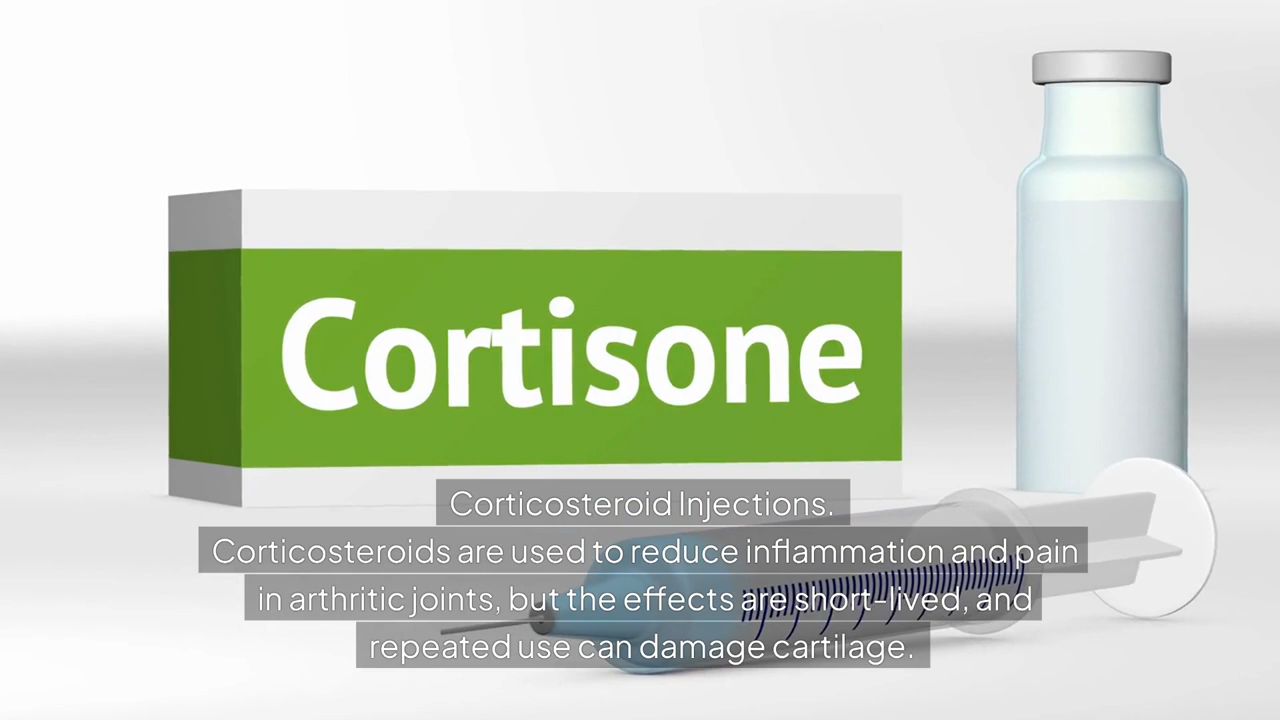 Cortisone
Corticosteroid Injections.
Corticosteroids are used to reduce inflammation and pain
in arthritic joints, but the effects are short-lived, and
repeated use can damage cartilage.